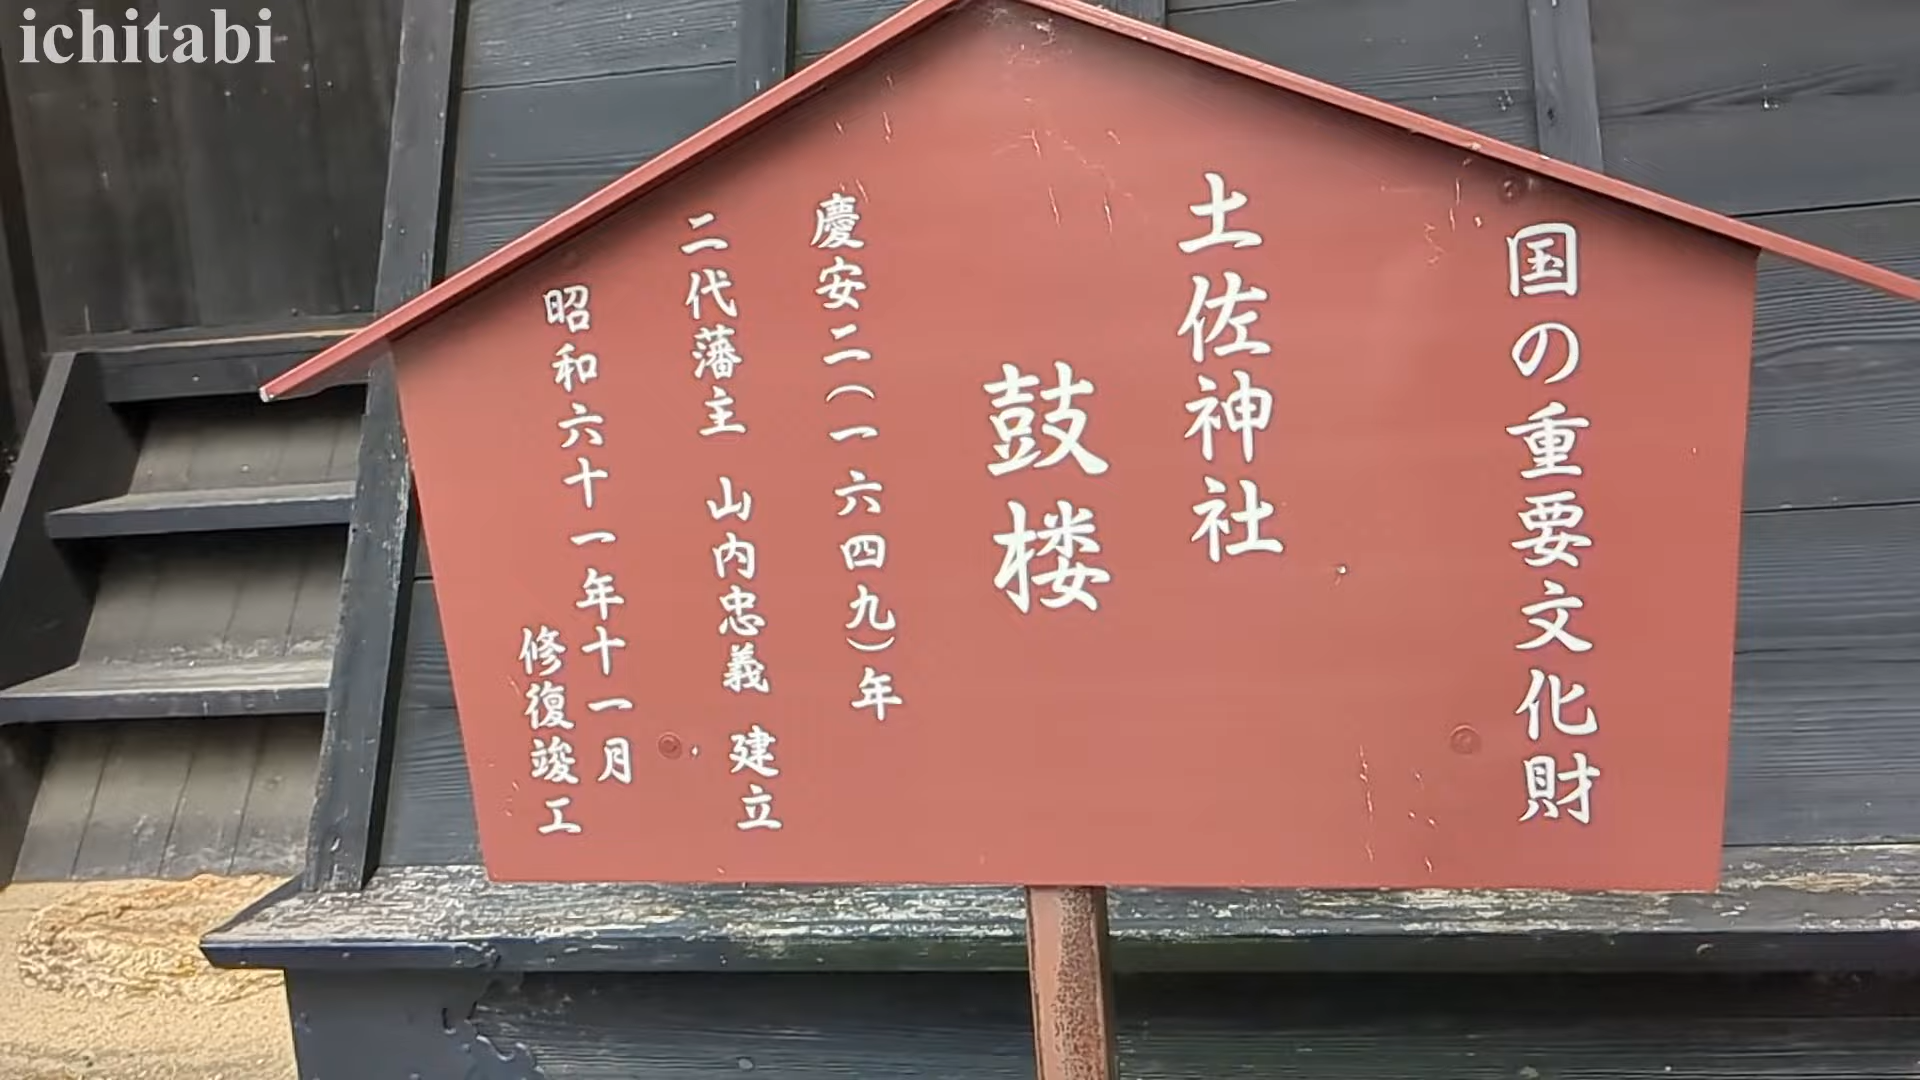 ichitabi
国の重要文化財
土佐神社
鼓楼
慶安二(一六四九)年
二代藩主 山内忠義 建立
昭和六十一年十一月
修復竣工